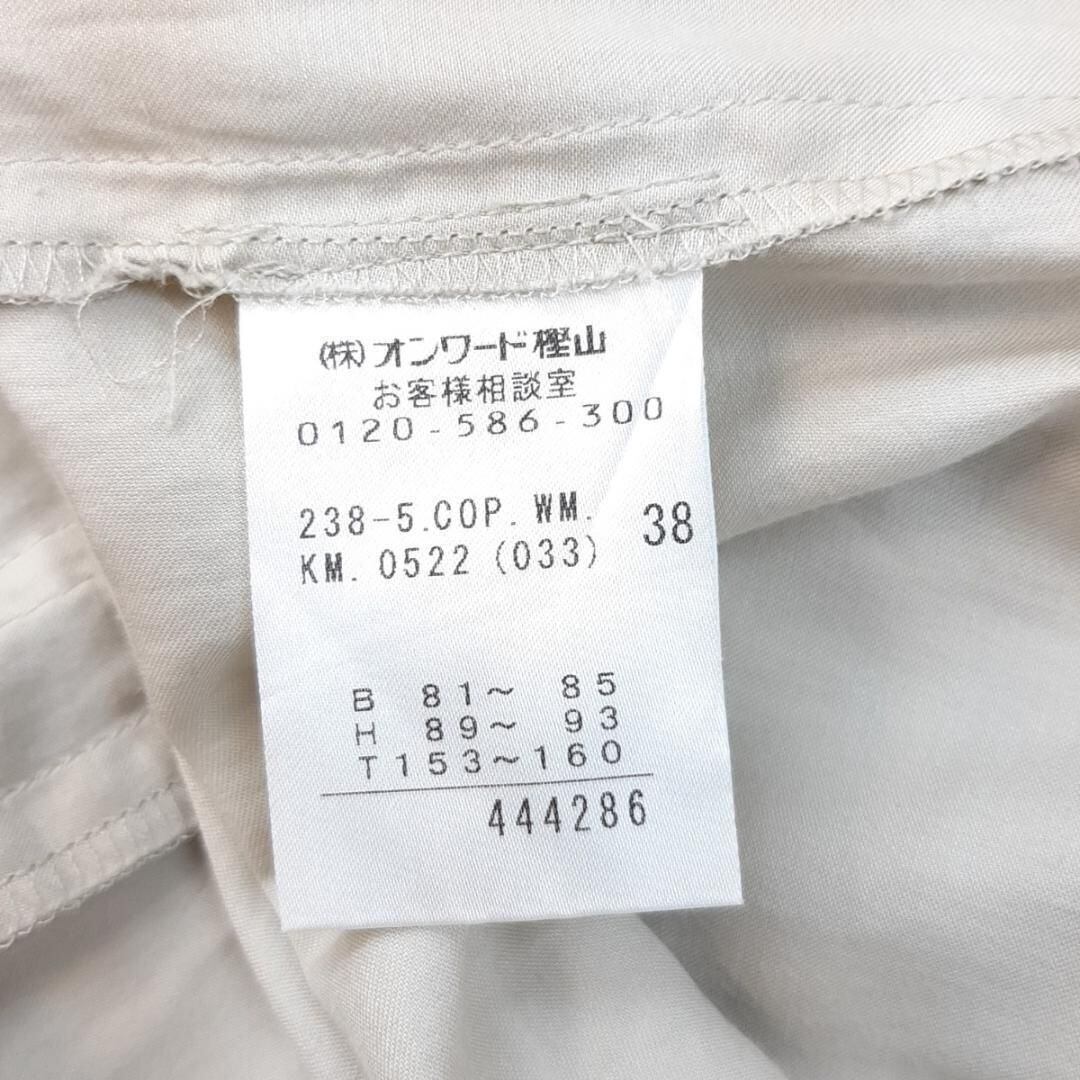 (株)オンワード樫山
お客様相談室
0120-586-300
238-5.COP. WM. 38
KM. 0522 (033)
B 81〜 85
H 89〜 93
T153〜160
444286